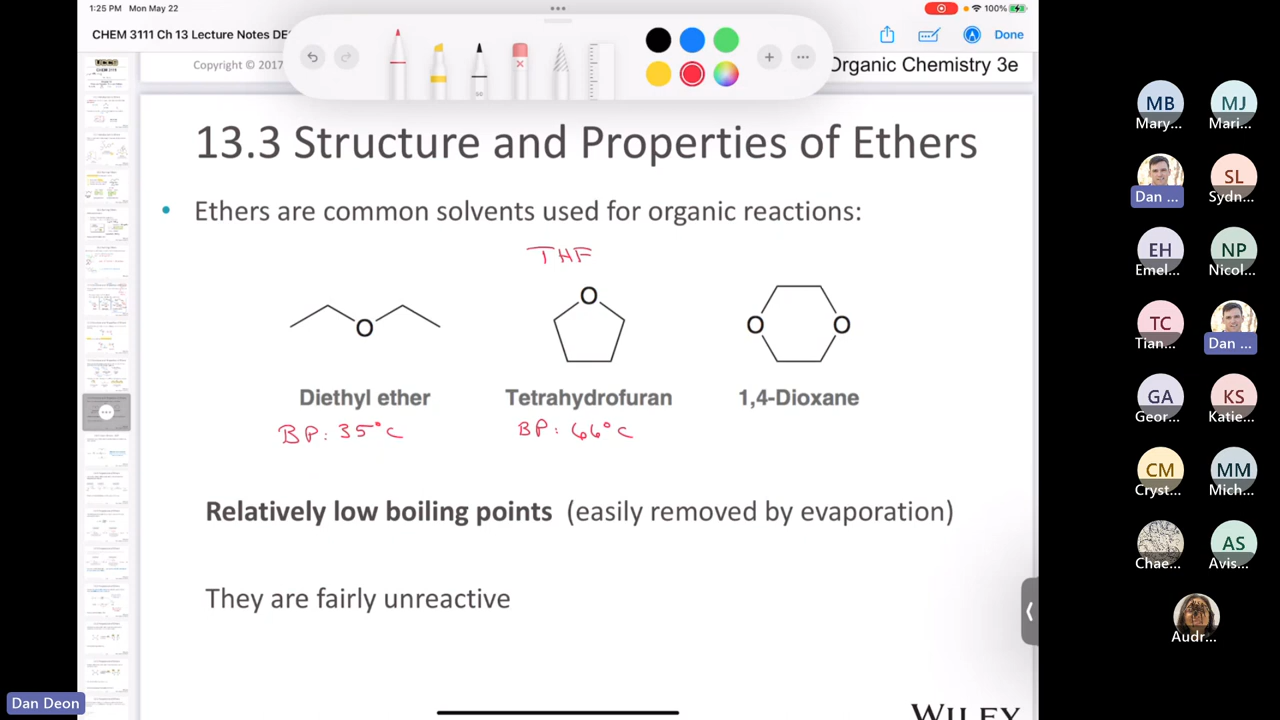 1:25 PM Mon May 22
100%
CHEM 3111 Ch 13 Lecture Notes DE
Done
Copyright © 2017
Organic Chemistry 3e
13.3 Structure and Properties of Ethers
Ethers are common solvents used for organic reactions:
THF
O
O
O
O
Diethyl ether
Tetrahydrofuran
1,4-Dioxane
BP: 35°C
BP: 66°C
Relatively low boiling points (easily removed by evaporation)
They are fairly unreactive
WILEY
MB
Mary...
MJ
Mari...
Dan ...
SL
Sydn...
EH
Emel...
NP
Nicol...
TC
Tian...
Dan ...
GA
Geor...
KS
Katie...
CM
Cryst...
MM
Mich...
Chae...
AS
Avis...
Audr...
Dan Deon